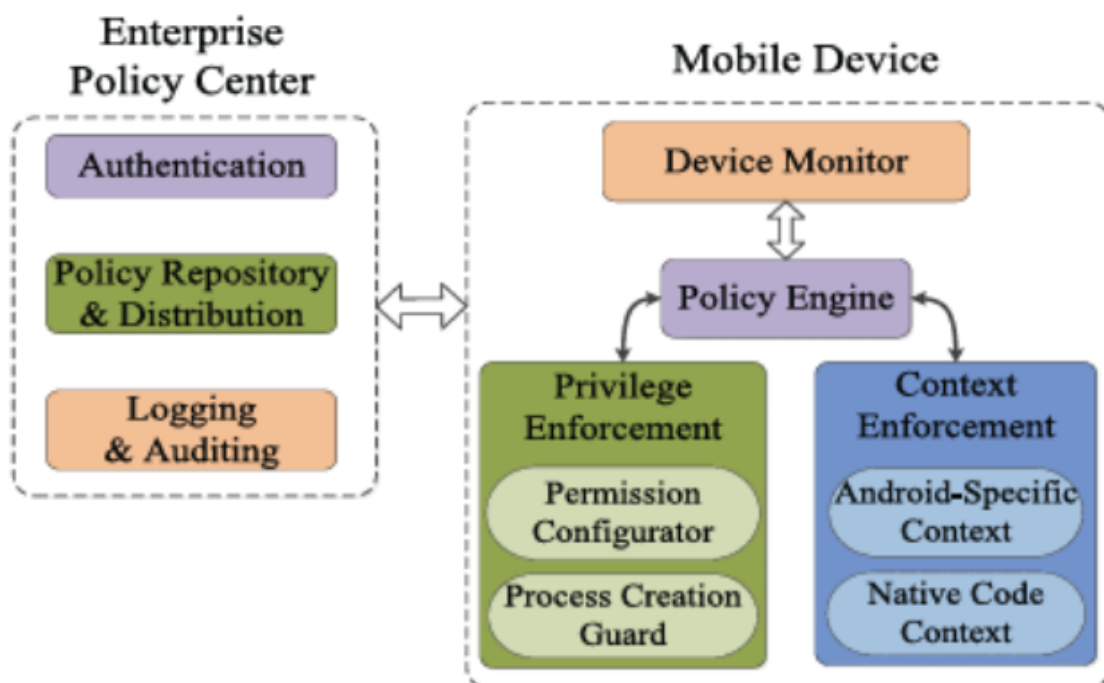 Enterprise
Policy Center
Authentication
Policy Repository
& Distribution
Logging
& Auditing
Mobile Device
Device Monitor
Policy Engine
Privilege
Enforcement
Permission
Configurator
Process Creation
Guard
Context
Enforcement
Android-Specific
Context
Native Code
Context